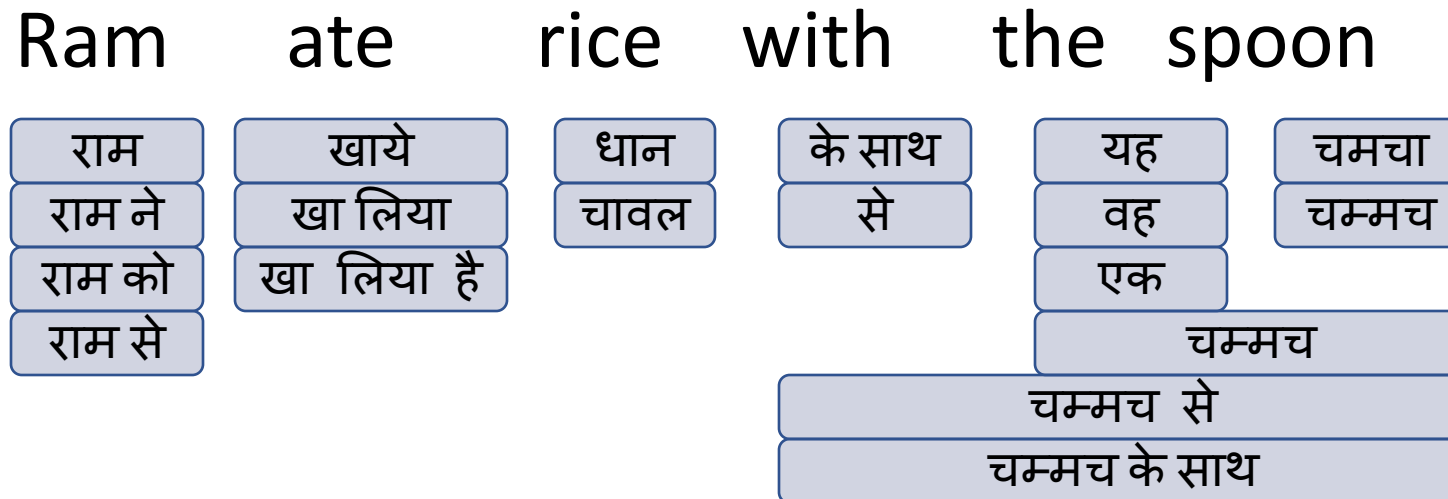 Ram ate rice with the spoon
राम खाये धान के साथ यह चमचा
राम ने खा लिया चावल से वह चम्मच
राम को खा लिया है एक
राम से चम्मच
चम्मच से
चम्मच के साथ